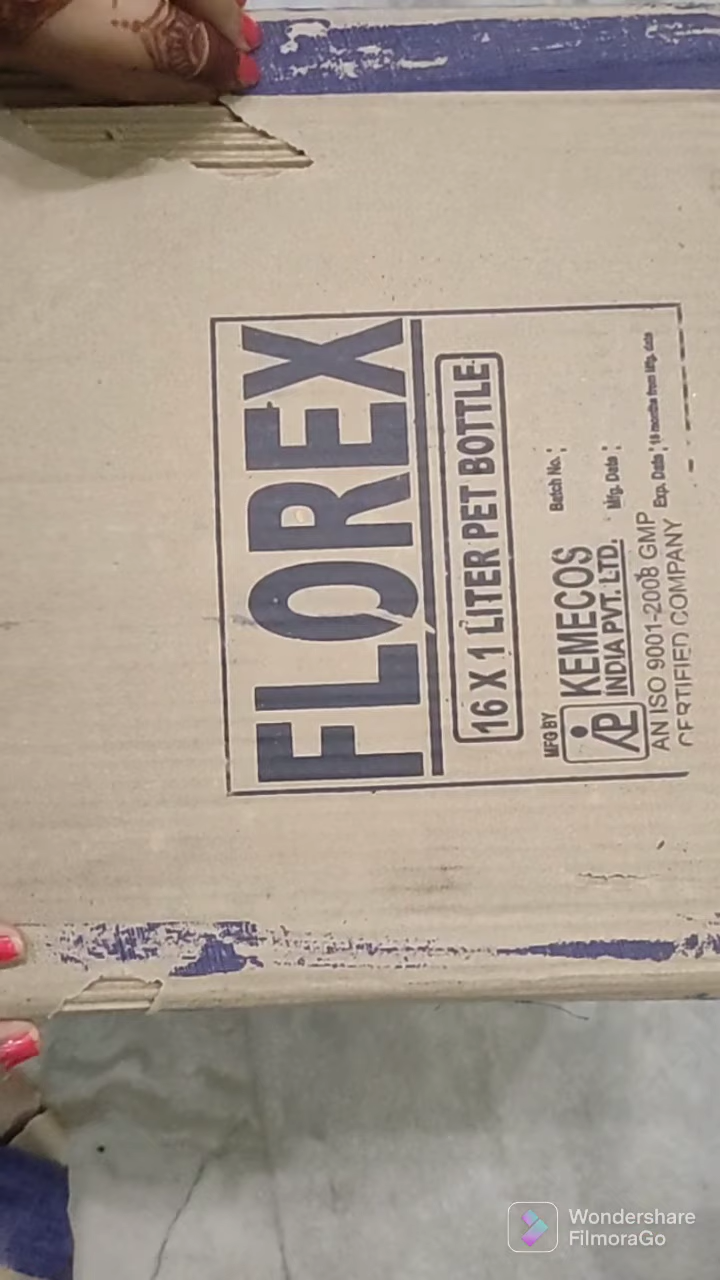 FLOREX
16 X 1 LITER PET BOTTLE
MFG BY
KEMECOS
INDIA PVT. LTD.
AN ISO 9001-2008 GMP
CERTIFIED COMPANY
Batch No. :
Mfg. Date :
Exp. Date : 18 months from Mfg. date
Wondershare
FilmoraGo